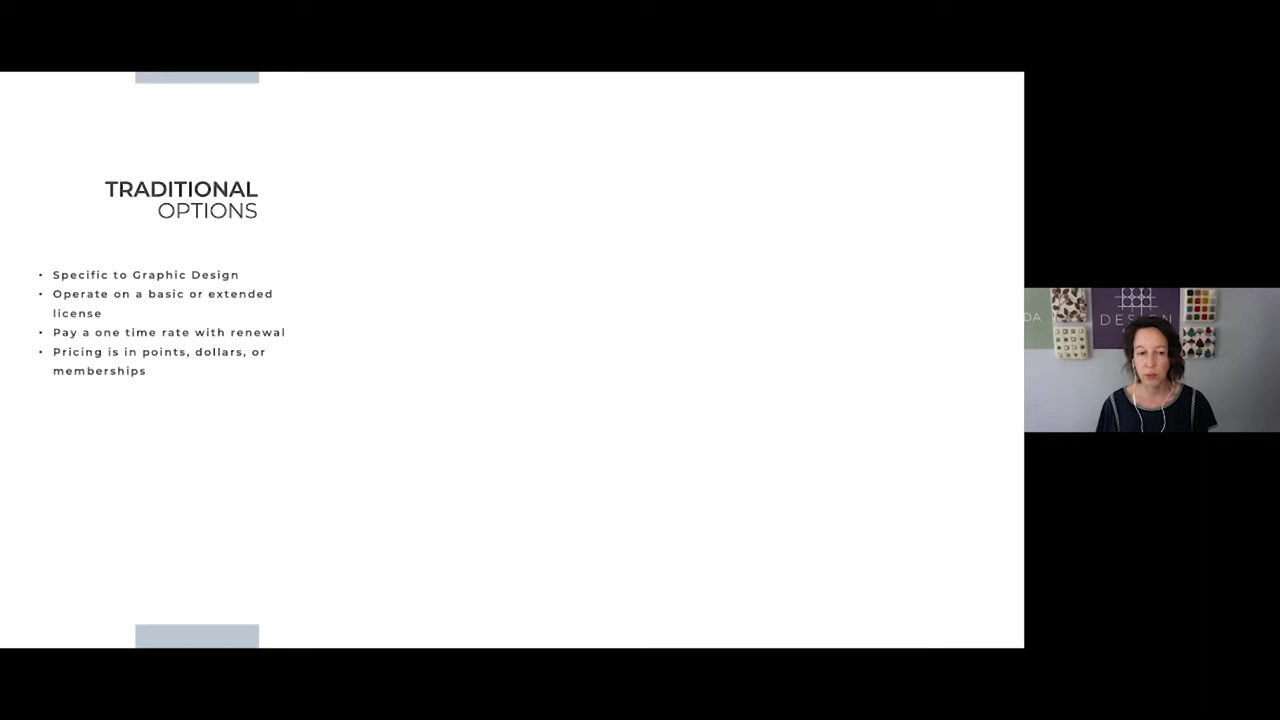 TRADITIONAL
OPTIONS
• Specific to Graphic Design
• Operate on a basic or extended
license
• Pay a one time rate with renewal
• Pricing is in points, dollars, or
memberships
DA
DESIGN